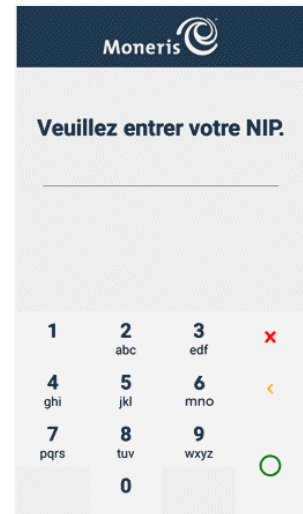 Moneris
Veuillez entrer votre NIP.
1 2 3
abc edf
4 5 6
ghi jkl mno
7 8 9
pqrs tuv wxyz
0